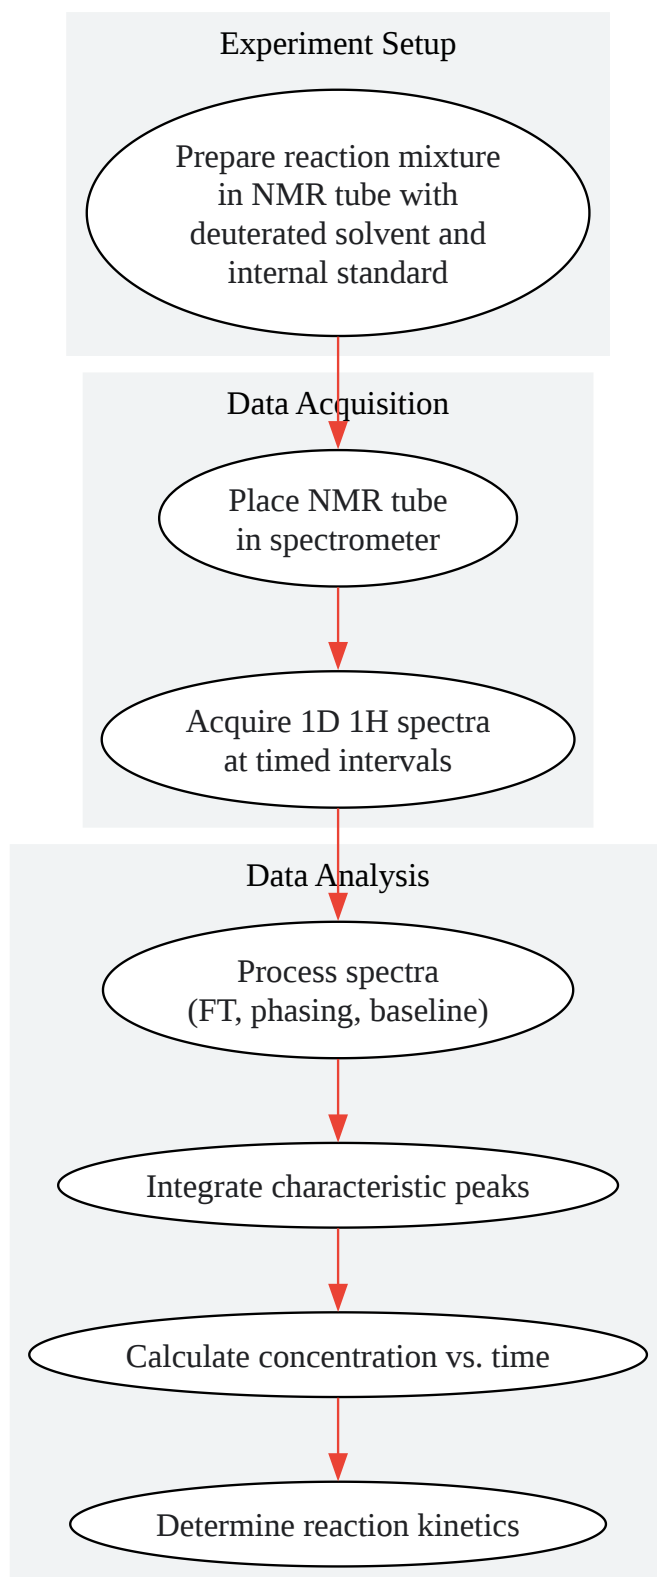 Experiment Setup
Prepare reaction mixture
in NMR tube with
deuterated solvent and
internal standard
Data Acquisition
Place NMR tube
in spectrometer
Acquire 1D 1H spectra
at timed intervals
Data Analysis
Process spectra
(FT, phasing, baseline)
Integrate characteristic peaks
Calculate concentration vs. time
Determine reaction kinetics